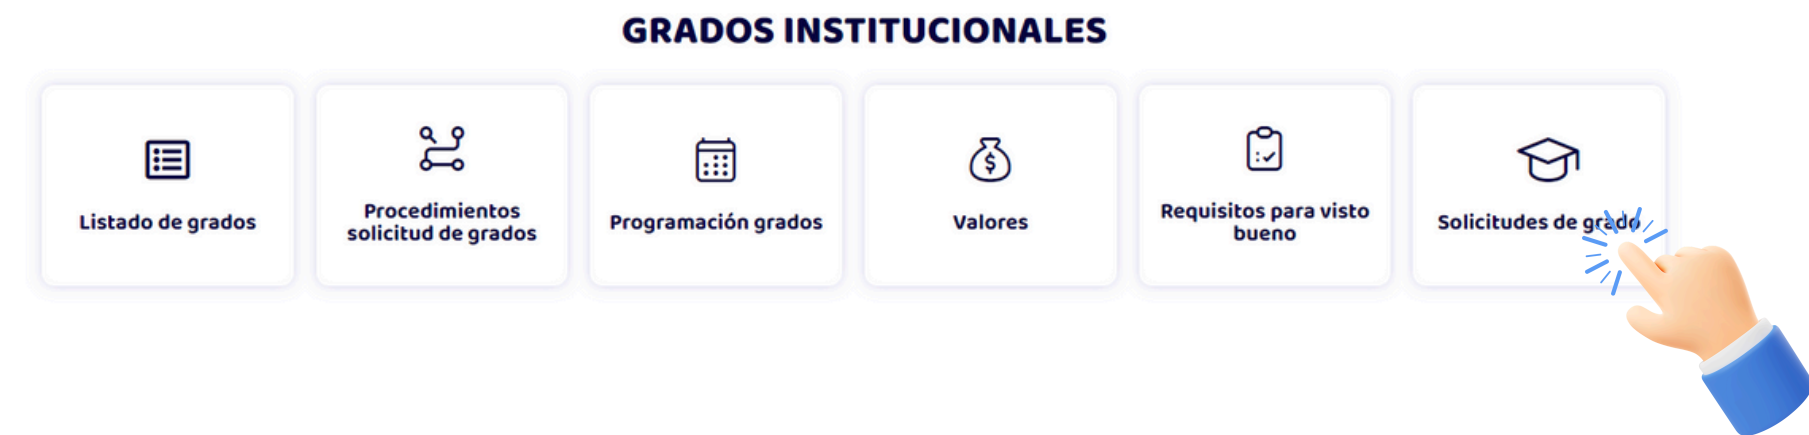 GRADOS INSTITUCIONALES
Listado de grados
Procedimientos
solicitud de grados
Programación grados
Valores
Requisitos para visto
bueno
Solicitudes de grado